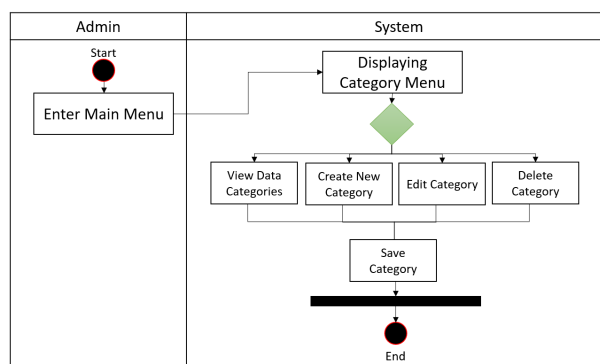 Admin
System
Start
Enter Main Menu
Displaying
Category Menu
View Data
Categories
Create New
Category
Edit Category
Delete
Category
Save
Category
End